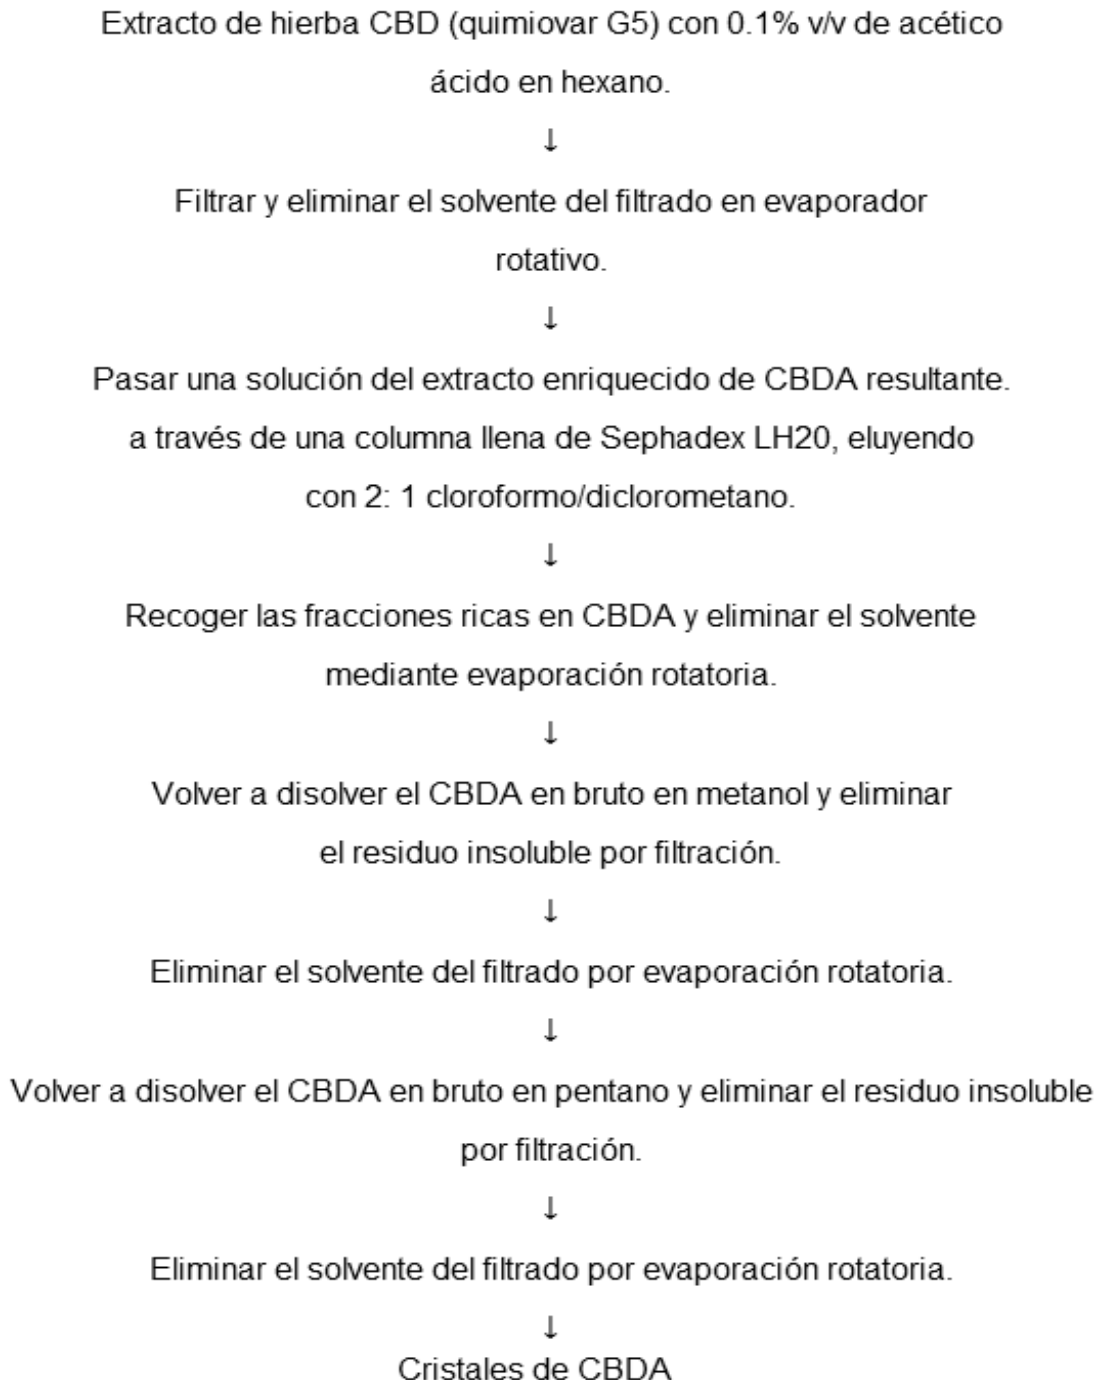 Extracto de hierba CBD (quimiovar G5) con 0.1% v/v de acético
ácido en hexano.
↓
Filtrar y eliminar el solvente del filtrado en evaporador
rotativo.
↓
Pasar una solución del extracto enriquecido de CBDA resultante.
a través de una columna llena de Sephadex LH20, eluyendo
con 2: 1 cloroformo/diclorometano.
↓
Recoger las fracciones ricas en CBDA y eliminar el solvente
mediante evaporación rotatoria.
↓
Volver a disolver el CBDA en bruto en metanol y eliminar
el residuo insoluble por filtración.
↓
Eliminar el solvente del filtrado por evaporación rotatoria.
↓
Volver a disolver el CBDA en bruto en pentano y eliminar el residuo insoluble
por filtración.
↓
Eliminar el solvente del filtrado por evaporación rotatoria.
↓
Cristales de CBDA